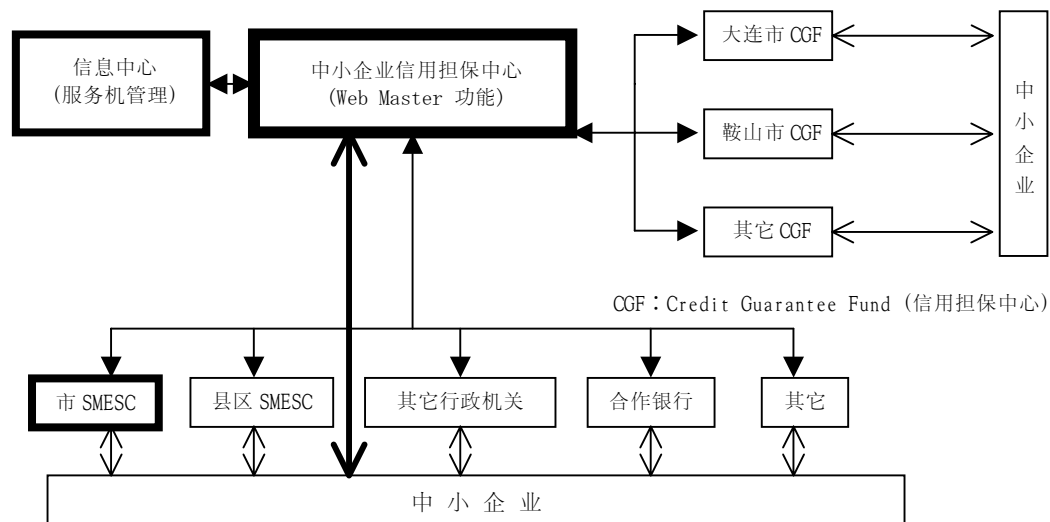 信息中心
(服务机管理)
中小企业信用担保中心
(Web Master 功能)
大连市 CGF
鞍山市 CGF
其它 CGF
中小企业
CGF：Credit Guarantee Fund (信用担保中心)
市 SMESC
县区 SMESC
其它行政机关
合作银行
其它
中 小 企 业